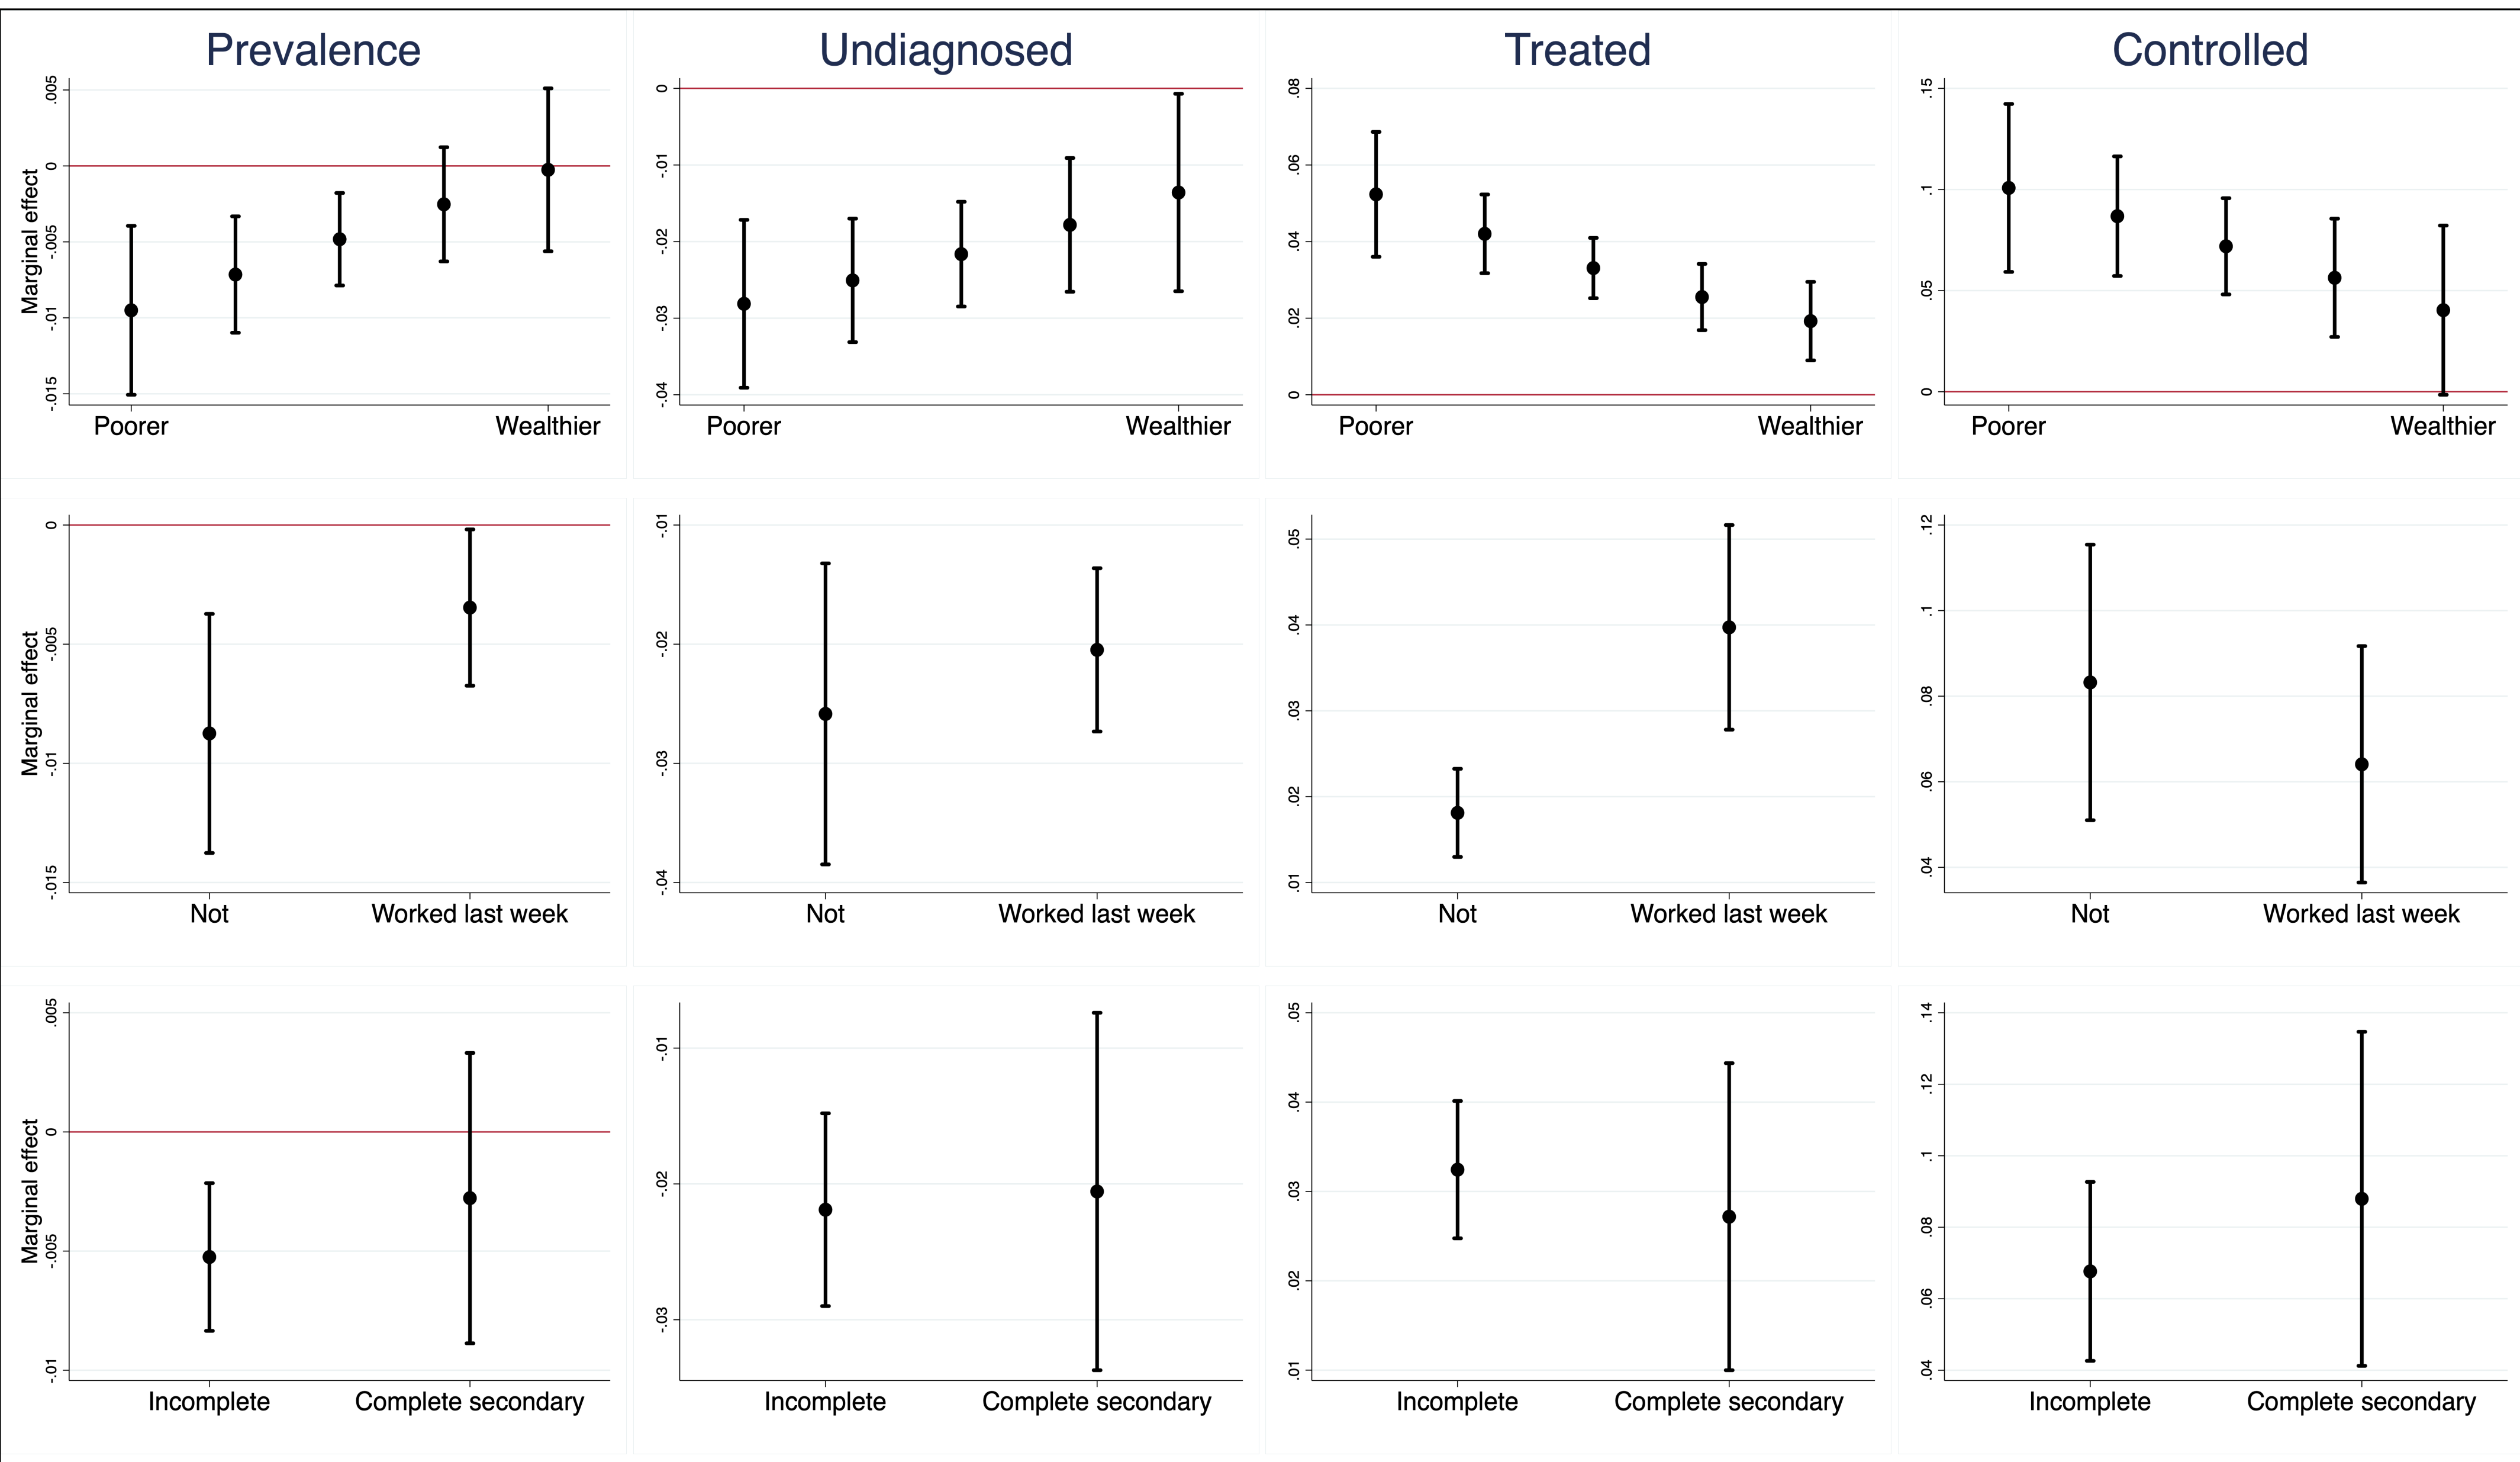 Prevalence
Undiagnosed
Treated
Controlled
Marginal effect
.005
0
-.005
-.01
-.015
Poorer
Wealthier
0
-.01
-.02
-.03
-.04
Poorer
Wealthier
.08
.06
.04
.02
0
Poorer
Wealthier
.15
.1
.05
0
Poorer
Wealthier
Marginal effect
0
-.005
-.01
-.015
Not
Worked last week
-.01
-.02
-.03
-.04
Not
Worked last week
.05
.04
.03
.02
.01
Not
Worked last week
.12
.1
.08
.06
.04
Not
Worked last week
Marginal effect
.005
0
-.005
-.01
Incomplete
Complete secondary
-.01
-.02
-.03
Incomplete
Complete secondary
.05
.04
.03
.02
.01
Incomplete
Complete secondary
.14
.12
.1
.08
.06
.04
Incomplete
Complete secondary